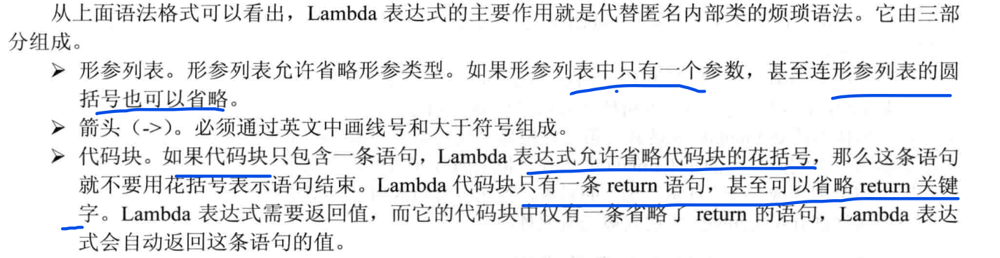 从上面语法格式可以看出，Lambda 表达式的主要作用就是代替匿名内部类的烦琐语法。它由三部
分组成。
➢ 形参列表。形参列表允许省略形参类型。如果形参列表中只有一个参数，甚至连形参列表的圆
括号也可以省略。
➢ 箭头（->）。必须通过英文中画线号和大于符号组成。
➢ 代码块。如果代码块只包含一条语句，Lambda 表达式允许省略代码块的花括号，那么这条语句
就不要用花括号表示语句结束。Lambda 代码块只有一条 return 语句，甚至可以省略 return 关键
字。Lambda 表达式需要返回值，而它的代码块中仅有一条省略了 return 的语句，Lambda 表达
式会自动返回这条语句的值。